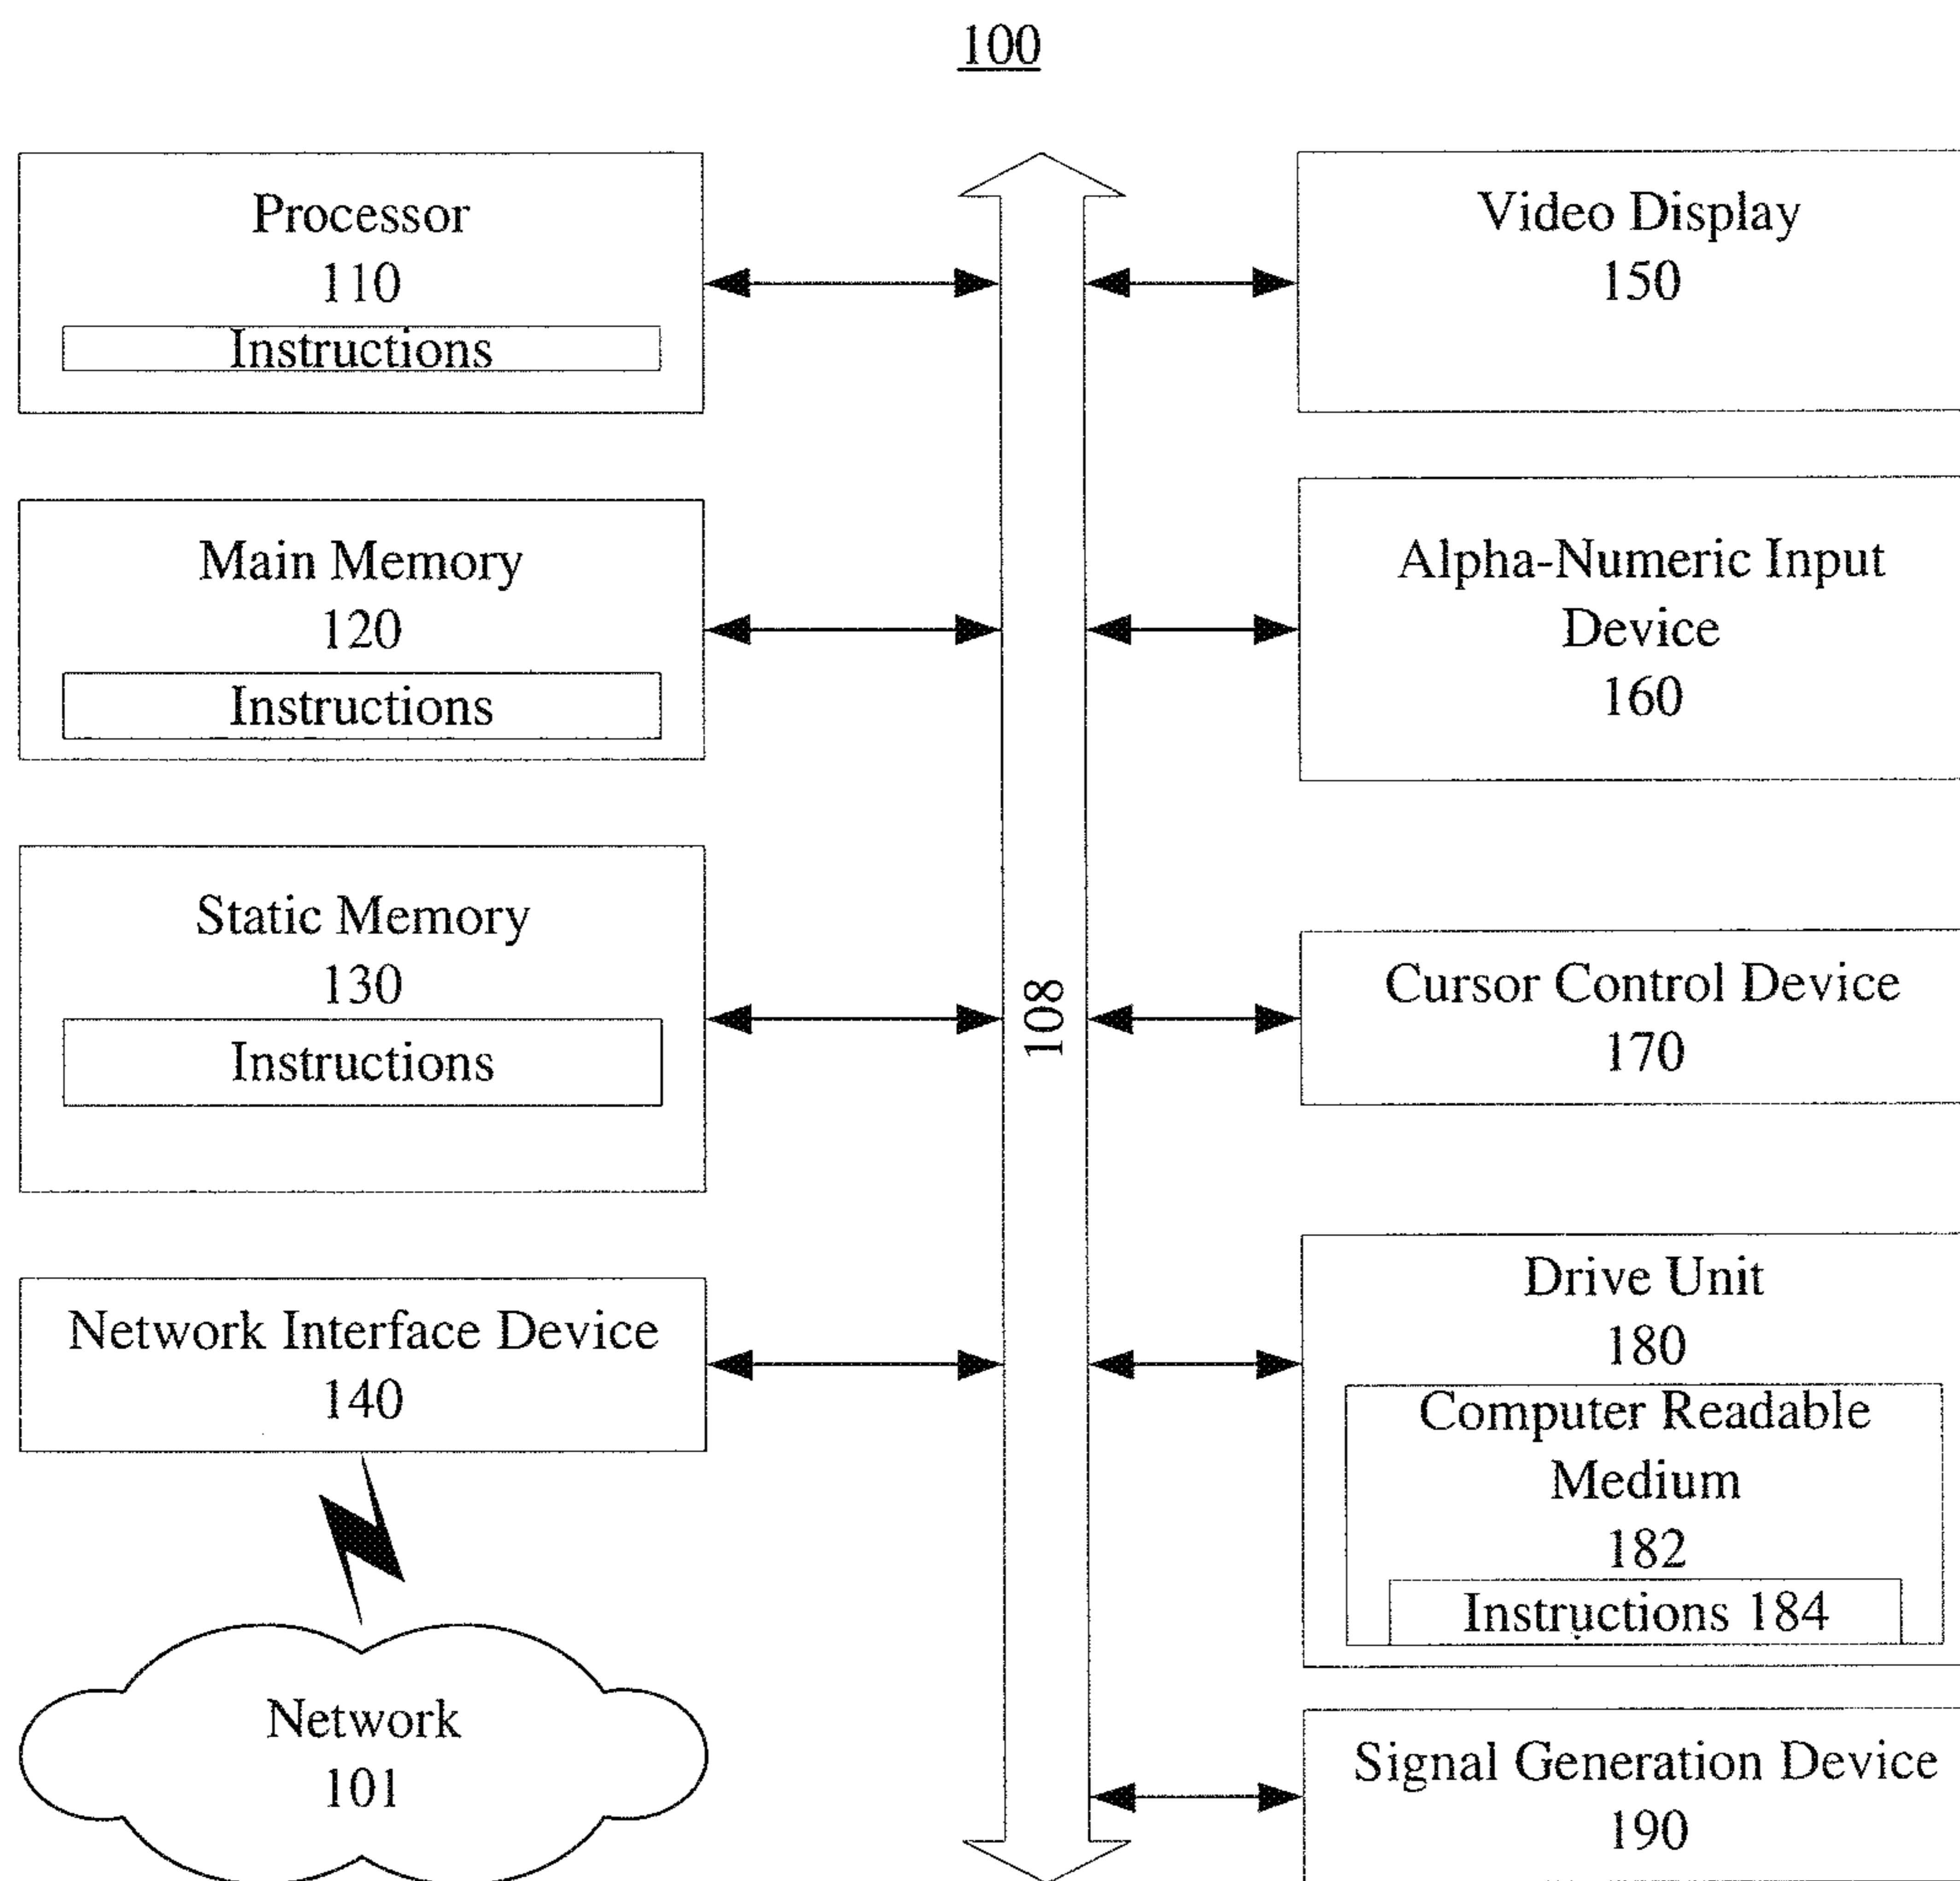 100
Processor
110
Instructions
Main Memory
120
Instructions
Static Memory
130
Instructions
Network Interface Device
140
Network
101
108
Video Display
150
Alpha-Numeric Input
Device
160
Cursor Control Device
170
Drive Unit
180
Computer Readable
Medium
182
Instructions 184
Signal Generation Device
190